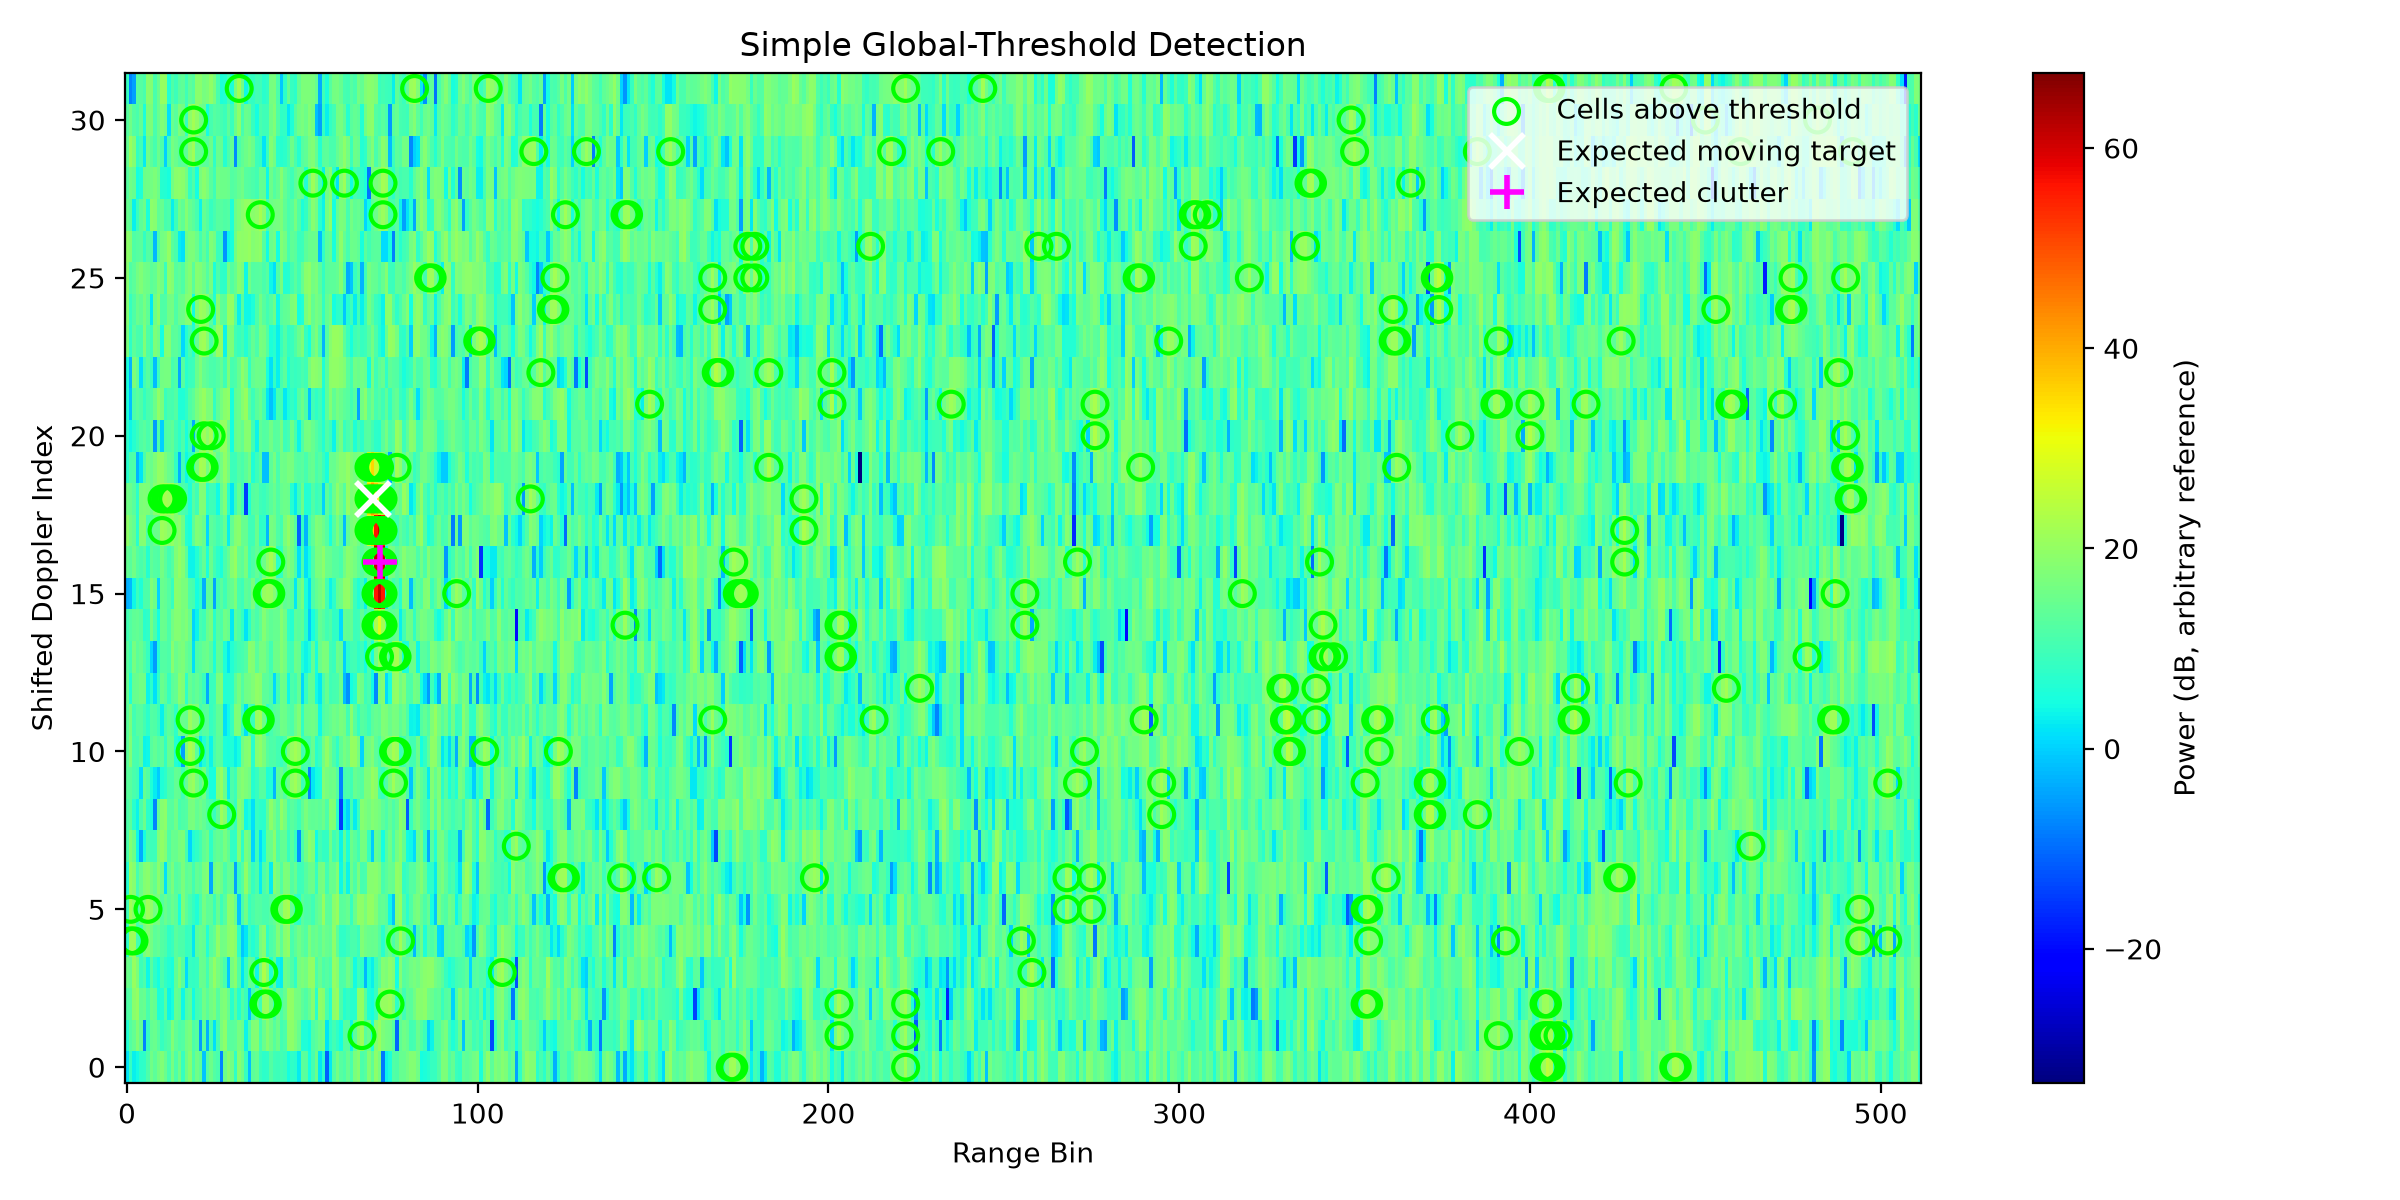 Simple Global-Threshold Detection
Cells above threshold
Expected moving target
Expected clutter
Shifted Doppler Index
30
25
20
15
10
5
0
0
100
200
300
400
500
Range Bin
60
40
20
0
−20
Power (dB, arbitrary reference)